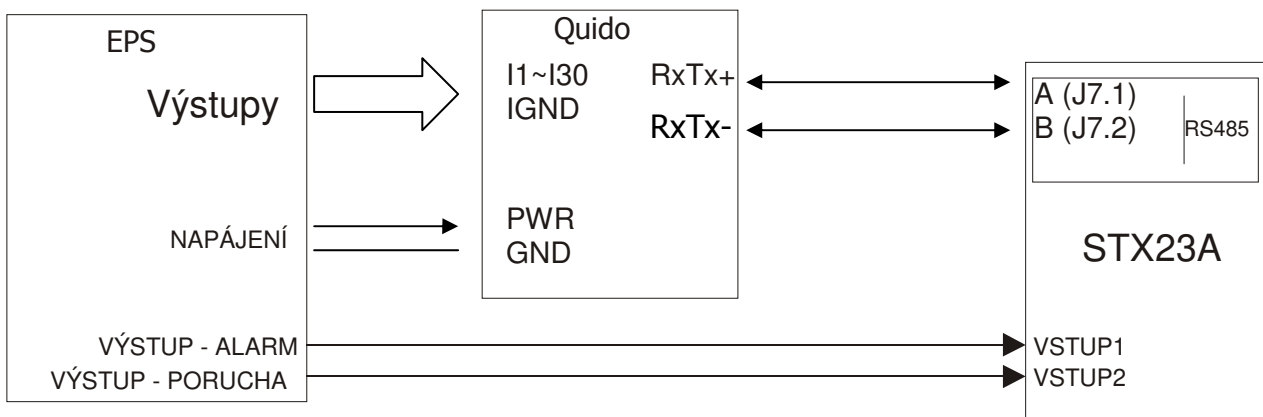 EPS
Výstupy
NAPÁJENÍ
VÝSTUP - ALARM
VÝSTUP - PORUCHA
Quido
I1~I30 RxTx+
IGND
RxTx-
PWR
GND
A (J7.1)
B (J7.2) RS485
STX23A
VSTUP1
VSTUP2